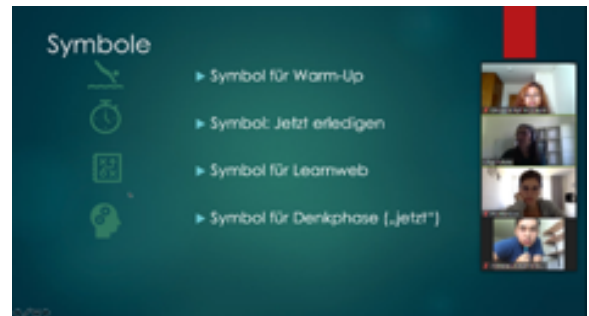 Symbole
▶ Symbol für Warm-Up
▶ Symbol: Jetzt erledigen
▶ Symbol für Learnweb
▶ Symbol für Denkphase („jetzt“)